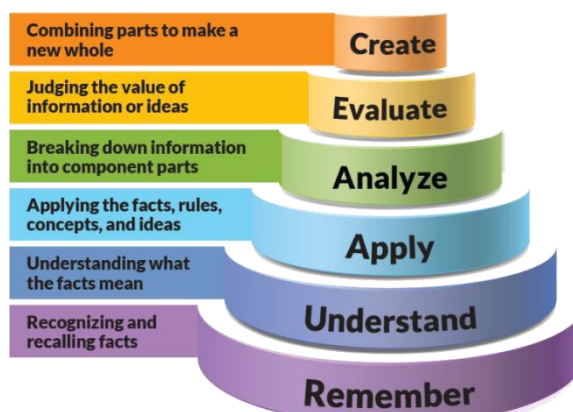 Combining parts to make a
new whole
Create
Judging the value of
information or ideas
Evaluate
Breaking down information
into component parts
Analyze
Applying the facts, rules,
concepts, and ideas
Apply
Understanding what
the facts mean
Understand
Recognizing and
recalling facts
Remember